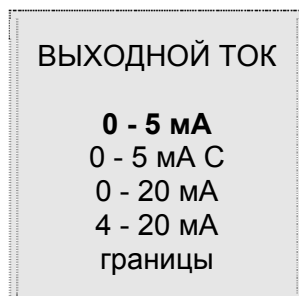 ВЫХОДНОЙ ТОК
0 - 5 мА
0 - 5 мА С
0 - 20 мА
4 - 20 мА
границы